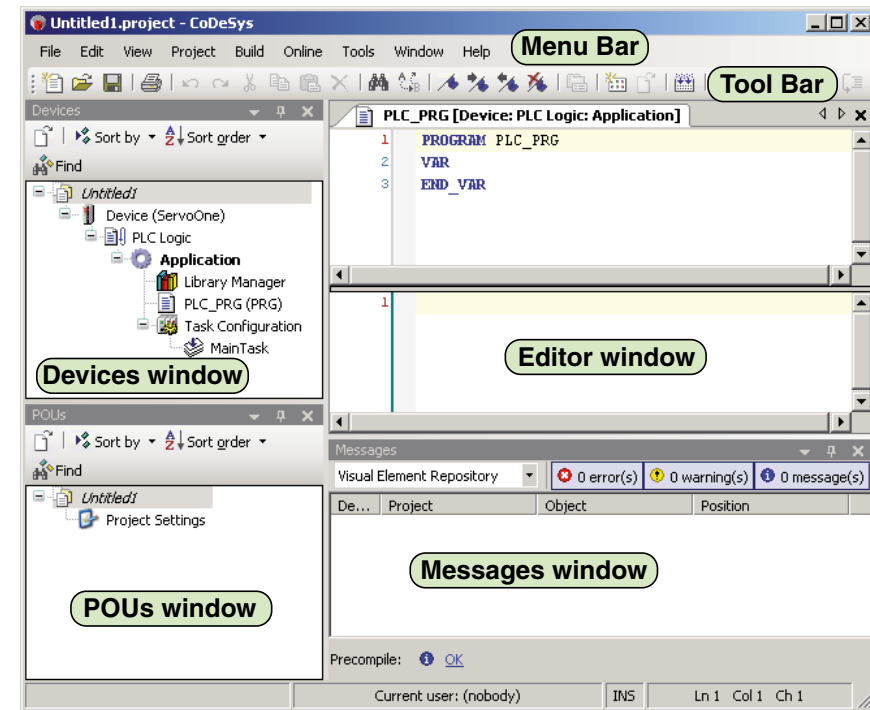 Untitled1.project - CoDeSys
File Edit View Project Build Online Tools Window Help
Menu Bar
Tool Bar
Devices
Sort by
Sort order
Find
Untitled1
Device (ServoOne)
PLC Logic
Application
Library Manager
PLC_PRG (PRG)
Task Configuration
MainTask
Devices window
PLC_PRG [Device: PLC Logic: Application]
1 PROGRAM PLC_PRG
2 VAR
3 END_VAR
1
Editor window
POUs
Sort by
Sort order
Find
Untitled1
Project Settings
POUs window
Messages
Visual Element Repository
0 error(s)
0 warning(s)
0 message(s)
De... Project Object Position
Messages window
Precompile: OK
Current user: (nobody)
INS
Ln 1 Col 1 Ch 1